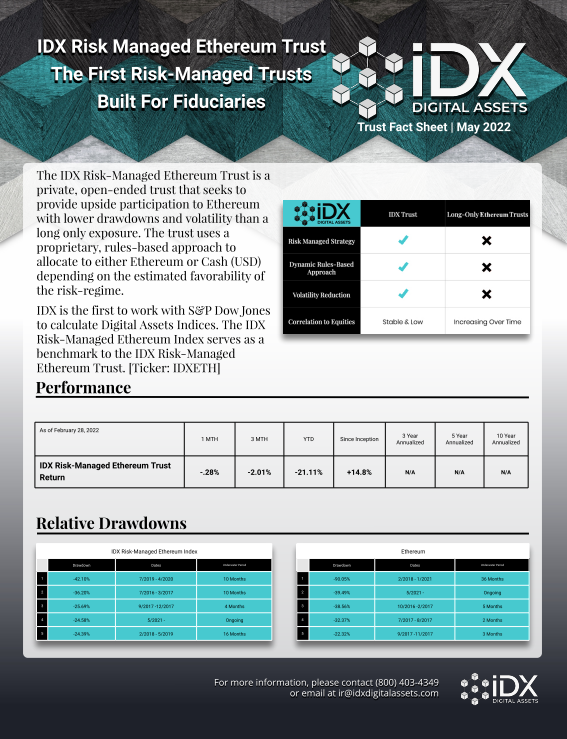 IDX Risk Managed Ethereum Trust
The First Risk-Managed Trusts
Built For Fiduciaries
iDX
DIGITAL ASSETS
Trust Fact Sheet | May 2022
The IDX Risk-Managed Ethereum Trust is a
private, open-ended trust that seeks to
provide upside participation to Ethereum
with lower drawdowns and volatility than a
long only exposure. The trust uses a
proprietary, rules-based approach to
allocate to either Ethereum or Cash (USD)
depending on the estimated favorability of
the risk-regime.
IDX is the first to work with S&P Dow Jones
to calculate Digital Assets Indices. The IDX
Risk-Managed Ethereum Index serves as a
benchmark to the IDX Risk-Managed
Ethereum Trust. [Ticker: IDXETH]
iDX
DIGITAL ASSETS
IDX Trust Long-Only Ethereum Trusts
Risk Managed Strategy
Dynamic Rules-Based
Approach
Volatility Reduction
Correlation to Equities Stable & Low Increasing Over Time
Performance
As of February 28, 2022 1 MTH 3 MTH YTD Since Inception 3 Year Annualized 5 Year Annualized 10 Year Annualized
IDX Risk-Managed Ethereum Trust
Return -.28% -2.01% -21.11% +14.8% N/A N/A N/A
Relative Drawdowns
IDX Risk-Managed Ethereum Index
Drawdown Dates Underwater Period
1 -42.10% 7/2019 - 4/2020 10 Months
2 -36.20% 7/2016 - 3/2017 10 Months
3 -25.69% 9/2017 -12/2017 4 Months
4 -24.58% 5/2021 - Ongoing
5 -24.39% 2/2018 - 5/2019 16 Months
Ethereum
Drawdown Dates Underwater Period
1 -90.05% 2/2018 - 1/2021 36 Months
2 -39.49% 5/2021 - Ongoing
3 -38.56% 10/2016 -2/2017 5 Months
4 -32.37% 7/2017 - 8/2017 2 Months
5 -22.32% 9/2017 -11/2017 3 Months
For more information, please contact (800) 403-4349
or email at ir@idxdigitalassets.com
iDX
DIGITAL ASSETS